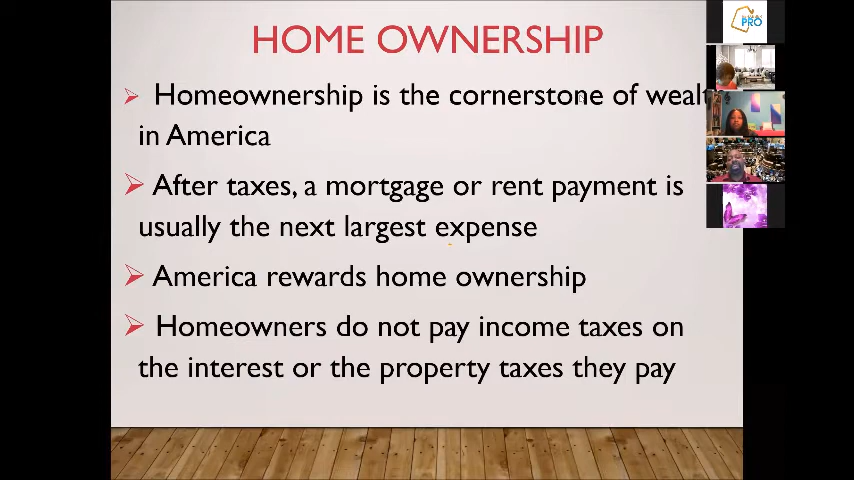 HOME OWNERSHIP
Homeownership is the cornerstone of wealt
in America
After taxes, a mortgage or rent payment is
usually the next largest expense
America rewards home ownership
Homeowners do not pay income taxes on
the interest or the property taxes they pay
PRO